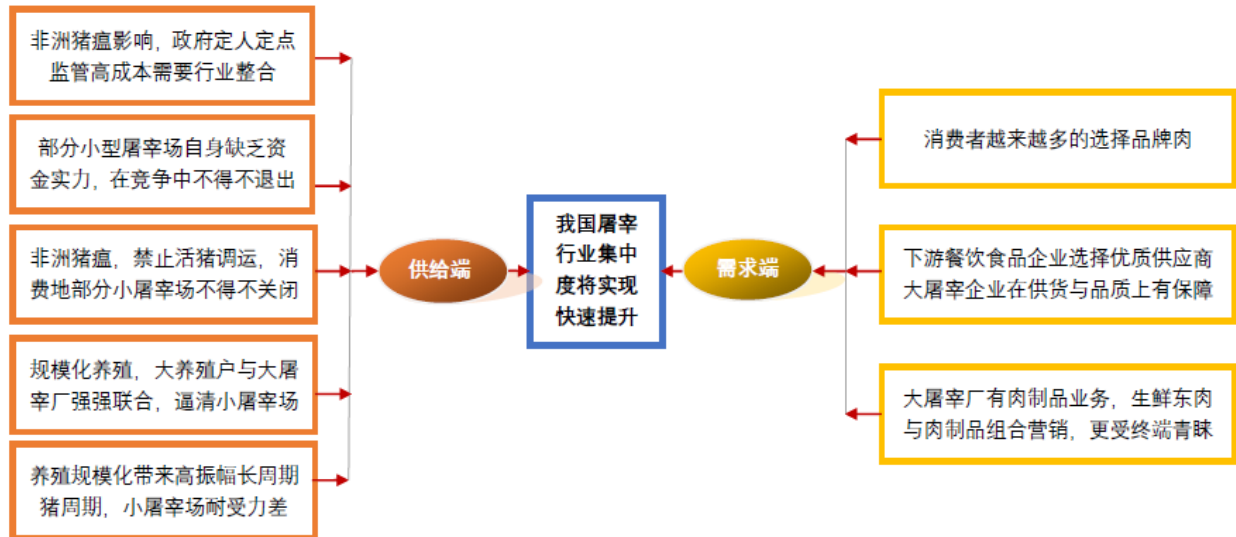 非洲猪瘟影响，政府定人定点
监管高成本需要行业整合
部分小型屠宰场自身缺乏资
金实力，在竞争中不得不退出
非洲猪瘟，禁止活猪调运，消
费地部分小屠宰场不得不关闭
规模化养殖，大养殖户与大屠
宰厂强强联合，逼清小屠宰场
养殖规模化带来高振幅长周期
猪周期，小屠宰场耐受力差
供给端
我国屠宰
行业集中
度将实现
快速提升
需求端
消费者越来越多的选择品牌肉
下游餐饮食品企业选择优质供应商
大屠宰企业在供货与品质上有保障
大屠宰厂有肉制品业务，生鲜东肉
与肉制品组合营销，更受终端青睐